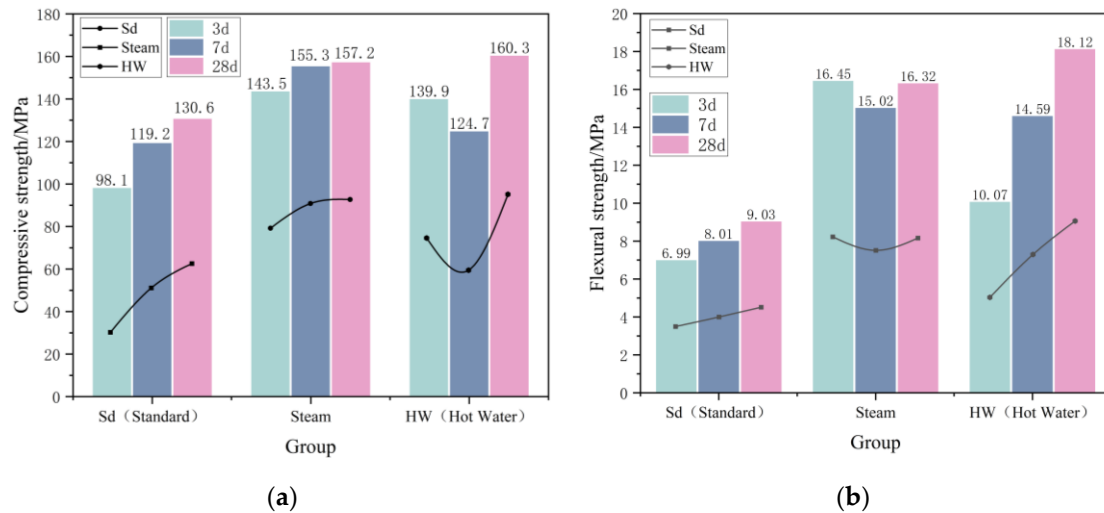 Compressive strength/MPa
180
160
140
120
100
80
60
40
20
0
Sd
Steam
HW
3d
7d
28d
98.1
119.2
130.6
143.5
155.3
157.2
139.9
124.7
160.3
Sd（Standard）
Steam
HW（Hot Water）
Group
(a)
Flexural strength/MPa
20
18
16
14
12
10
8
6
4
2
0
Sd
Steam
HW
3d
7d
28d
6.99
8.01
9.03
16.45
15.02
16.32
10.07
14.59
18.12
Sd（Standard）
Steam
HW（Hot Water）
Group
(b)